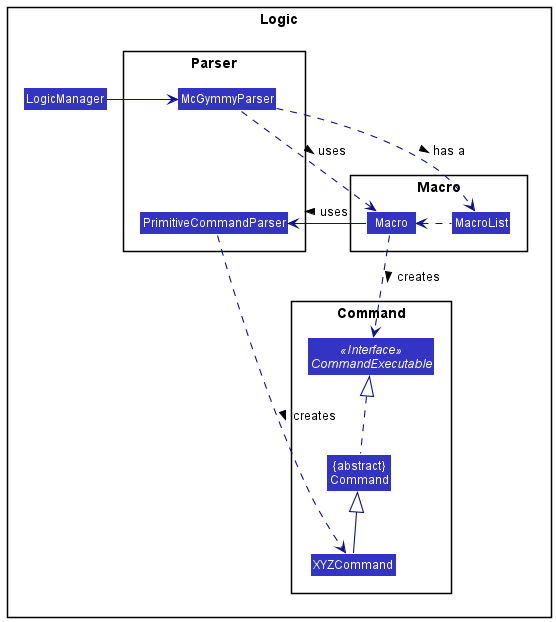 Logic
Parser
LogicManager
McGymmyParser
uses
has a
Macro
PrimitiveCommandParser
uses
Macro
MacroList
creates
Command
«Interface»
CommandExecutable
creates
{abstract}
Command
XYZCommand